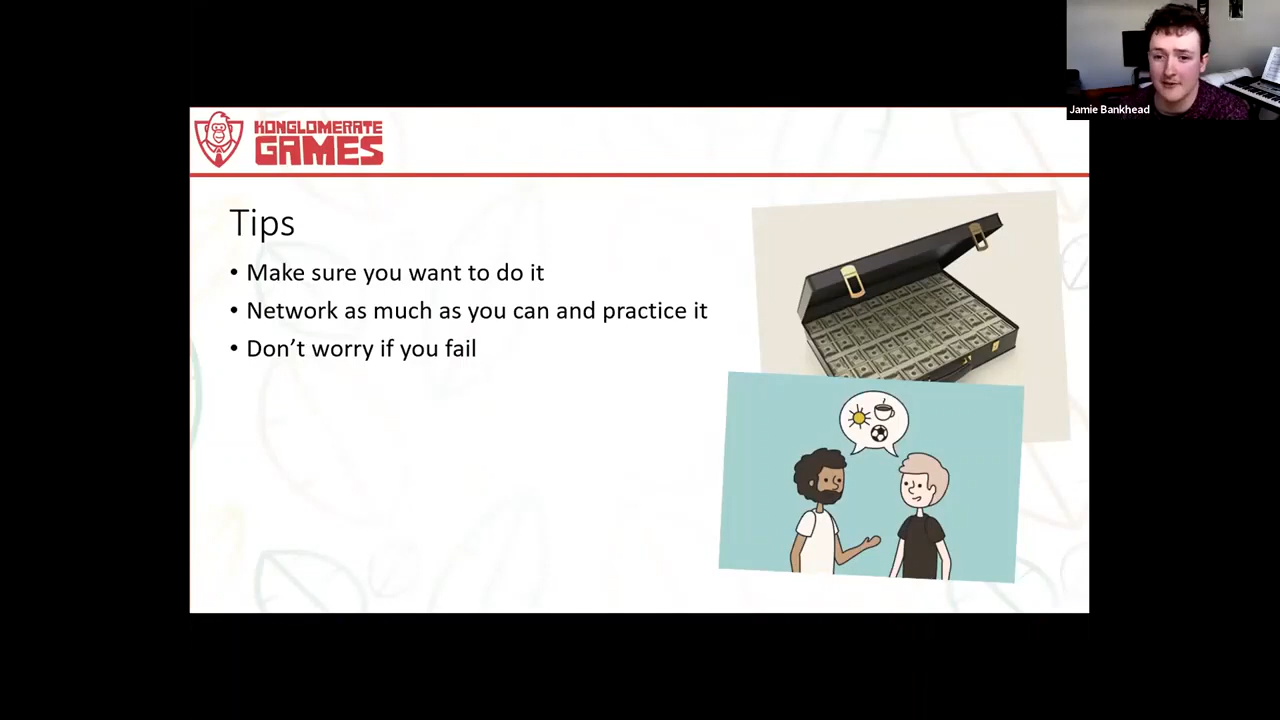 Jamie Bankhead
KONGLOMERATE
GAMES
Tips
• Make sure you want to do it
• Network as much as you can and practice it
• Don’t worry if you fail